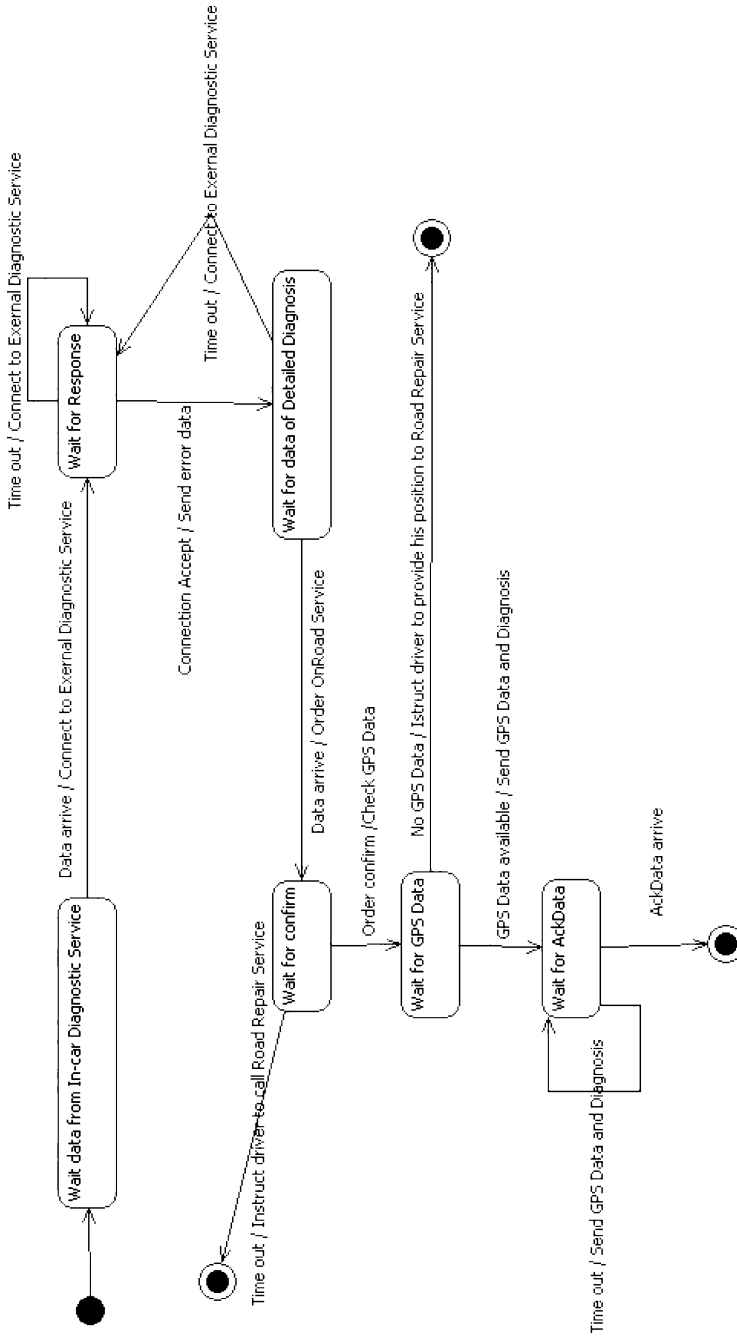 Time out / Connect to Exernal Diagnostic Service
Wait data from In-car Diagnostic Service
Data arrive / Connect to Exernal Diagnostic Service
Wait for Response
Connection Accept / Send error data
Time out / Connect to Exernal Diagnostic Service
Wait for data of Detailed Diagnosis
Time out / Instruct driver to call Road Repair Service
Data arrive / Order OnRoad Service
Wait for confirm
Order confirm /Check GPS Data
Wait for GPS Data
No GPS Data / Istruct driver to provide his position to Road Repair Service
GPS Data available / Send GPS Data and Diagnosis
Wait for AckData
Time out / Send GPS Data and Diagnosis
AckData arrive